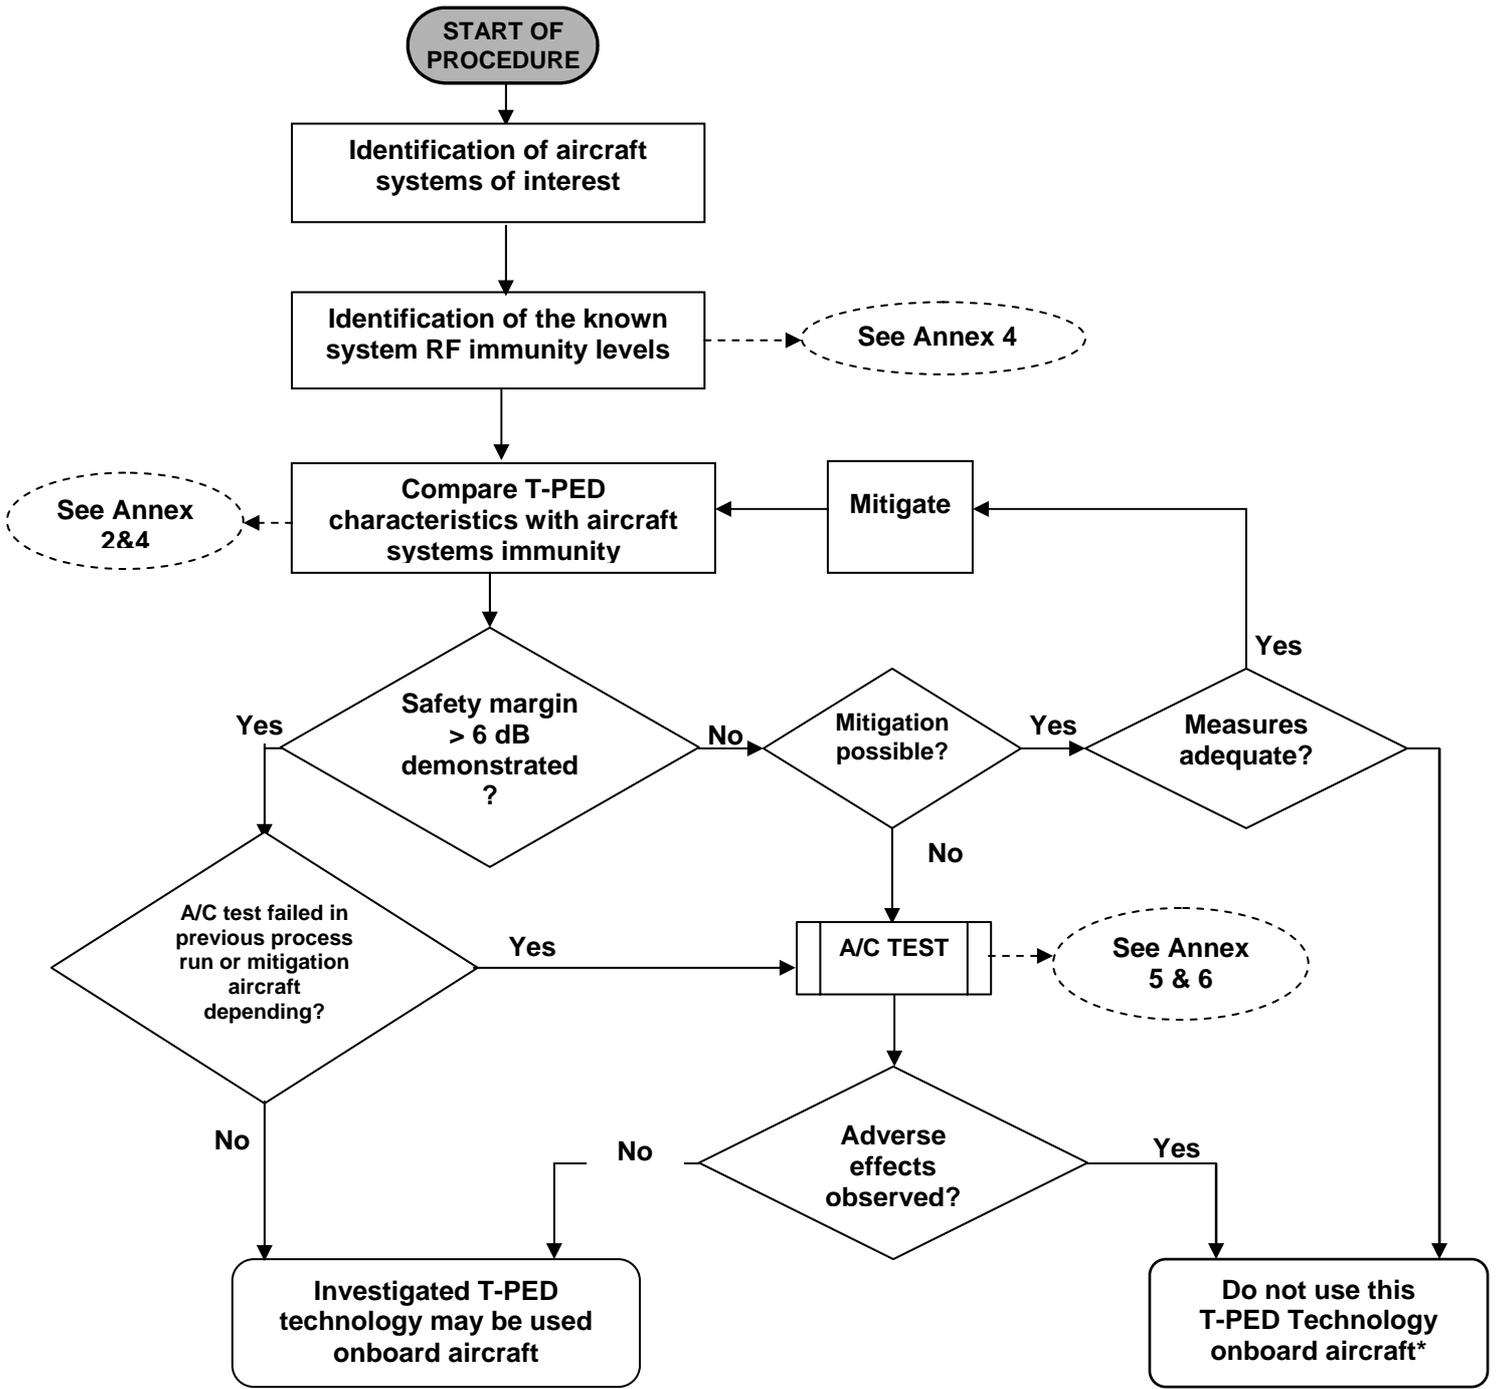 START OF
PROCEDURE
Identification of aircraft
systems of interest
Identification of the known
system RF immunity levels
See Annex 4
See Annex
2&4
Compare T-PED
characteristics with aircraft
systems immunity
Mitigate
Yes
Safety margin
> 6 dB
demonstrated
?
Yes
No
Mitigation
possible?
Yes
Measures
adequate?
No
A/C test failed in
previous process
run or mitigation
aircraft
depending?
Yes
A/C TEST
See Annex
5 & 6
No
No
Adverse
effects
observed?
Yes
Investigated T-PED
technology may be used
onboard aircraft
Do not use this
T-PED Technology
onboard aircraft*